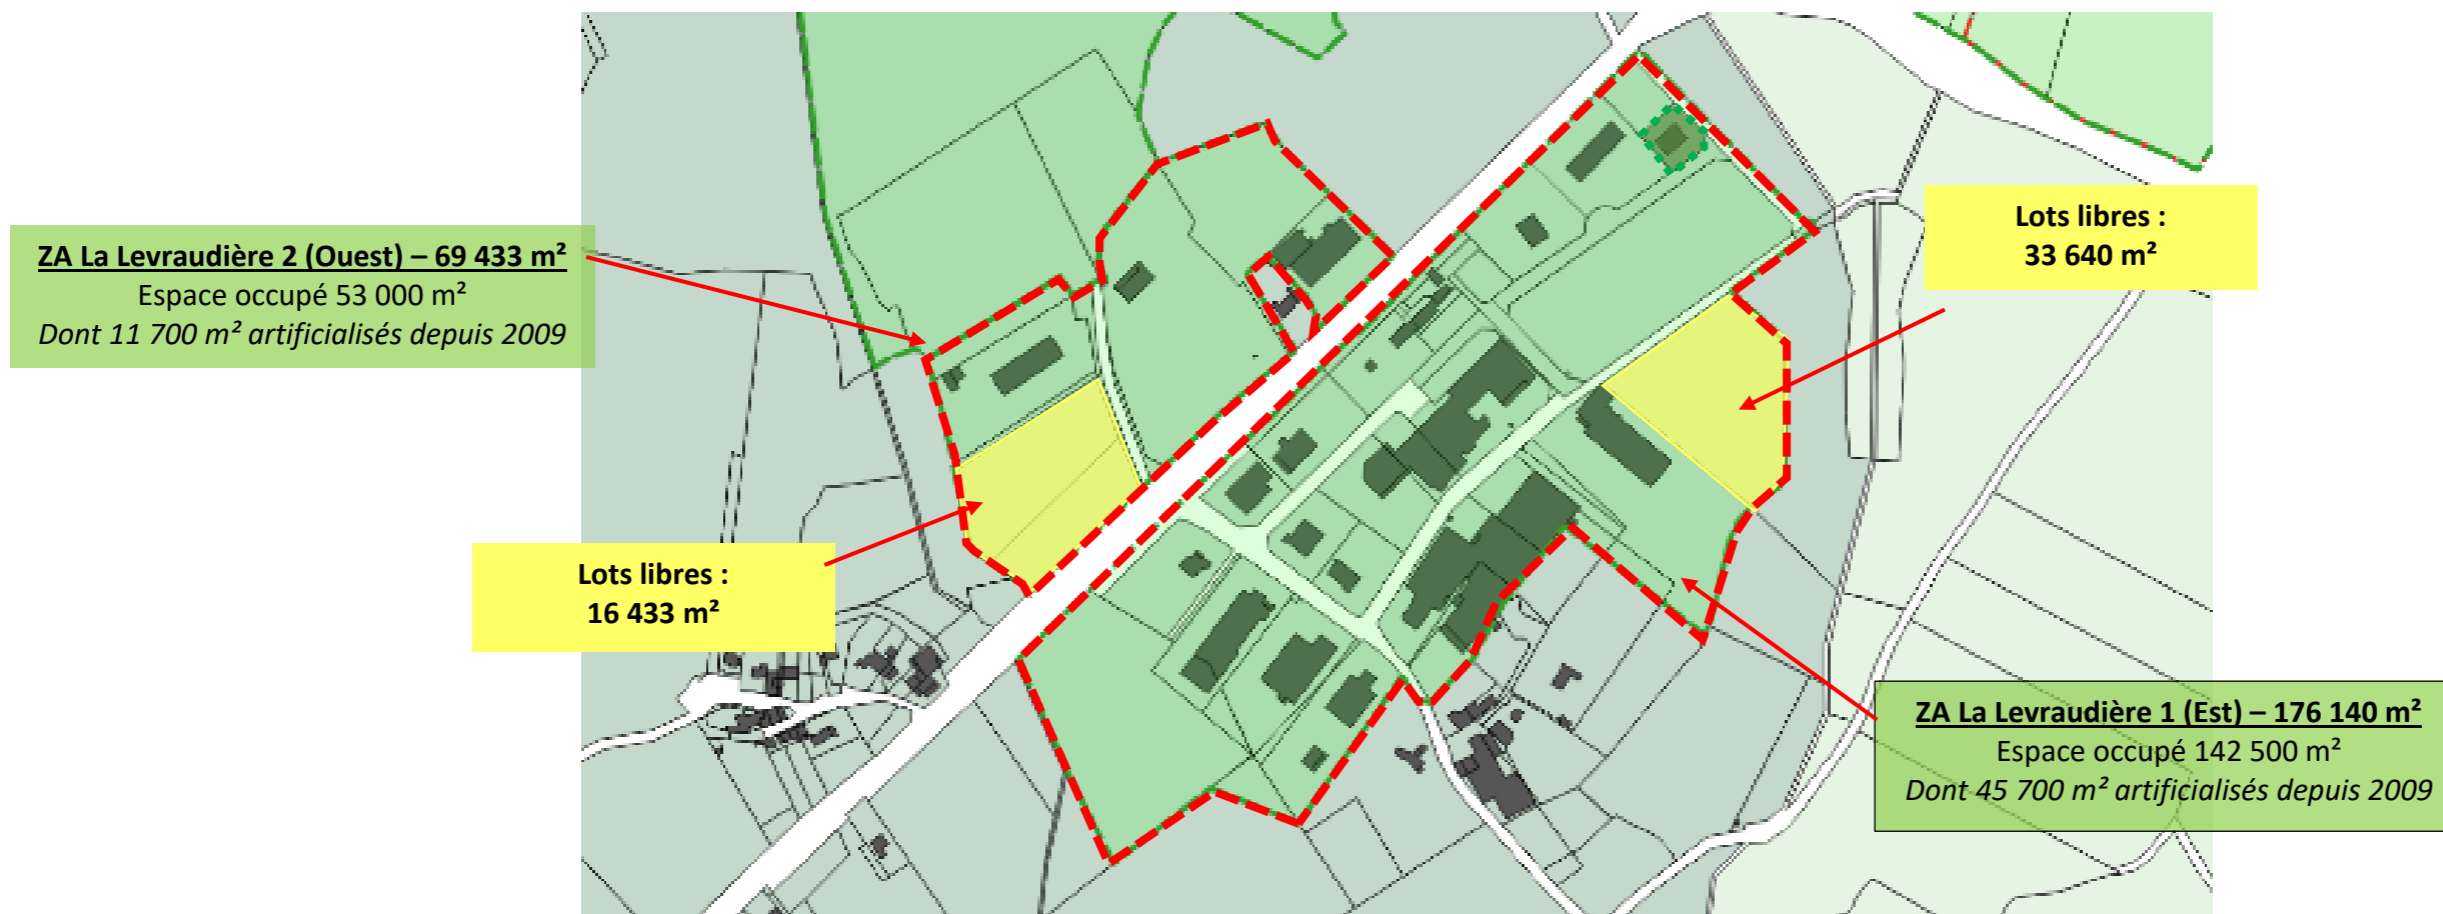 ZA La Levraudière 2 (Ouest) – 69 433 m²
Espace occupé 53 000 m²
Dont 11 700 m² artificialisés depuis 2009
Lots libres :
16 433 m²
Lots libres :
33 640 m²
ZA La Levraudière 1 (Est) – 176 140 m²
Espace occupé 142 500 m²
Dont 45 700 m² artificialisés depuis 2009